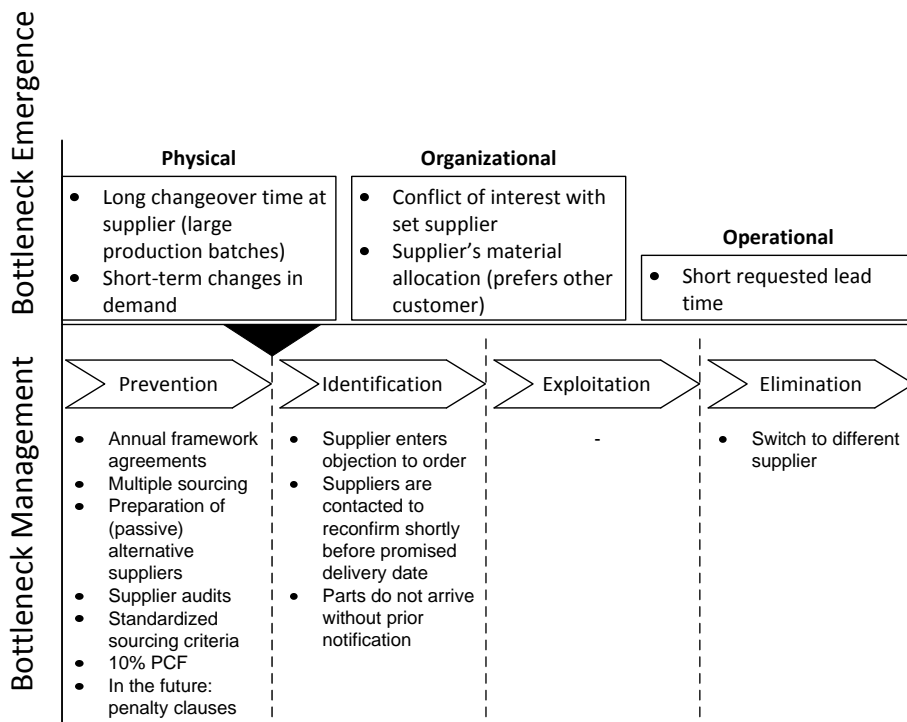 Bottleneck Emergence
Physical
• Long changeover time at
supplier (large
production batches)
• Short-term changes in
demand
Organizational
• Conflict of interest with
set supplier
• Supplier's material
allocation (prefers other
customer)
Operational
• Short requested lead
time
Bottleneck Management
Prevention
Identification
Exploitation
Elimination
• Annual framework
agreements
• Multiple sourcing
• Preparation of
(passive)
alternative
suppliers
• Supplier audits
• Standardized
sourcing criteria
• 10% PCF
• In the future:
penalty clauses
• Supplier enters
objection to order
• Suppliers are
contacted to
reconfirm shortly
before promised
delivery date
• Parts do not arrive
without prior
notification
-
• Switch to different
supplier